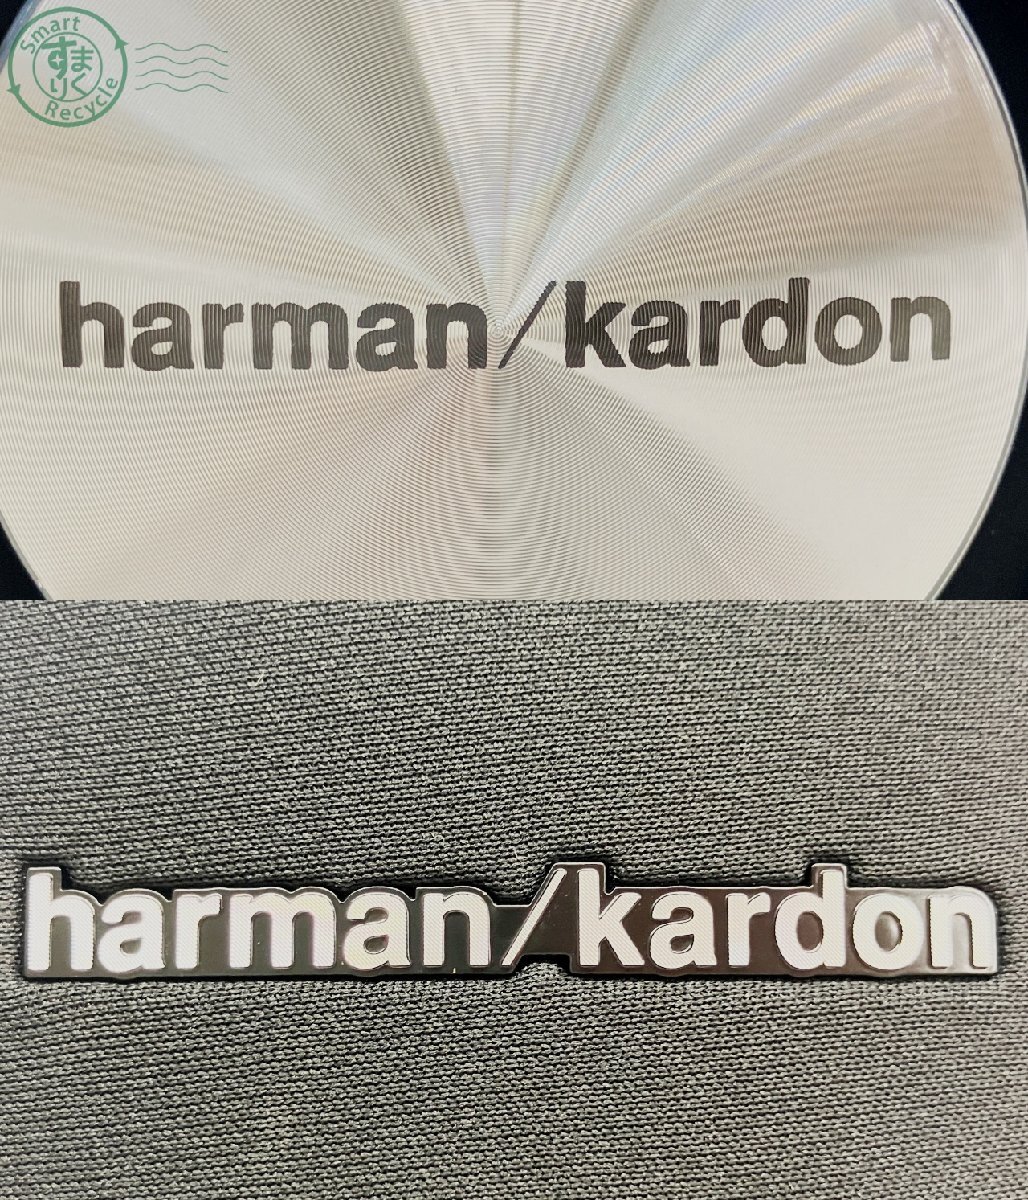 Smart
すまりく
Recycle
harman/kardon
harman/kardon